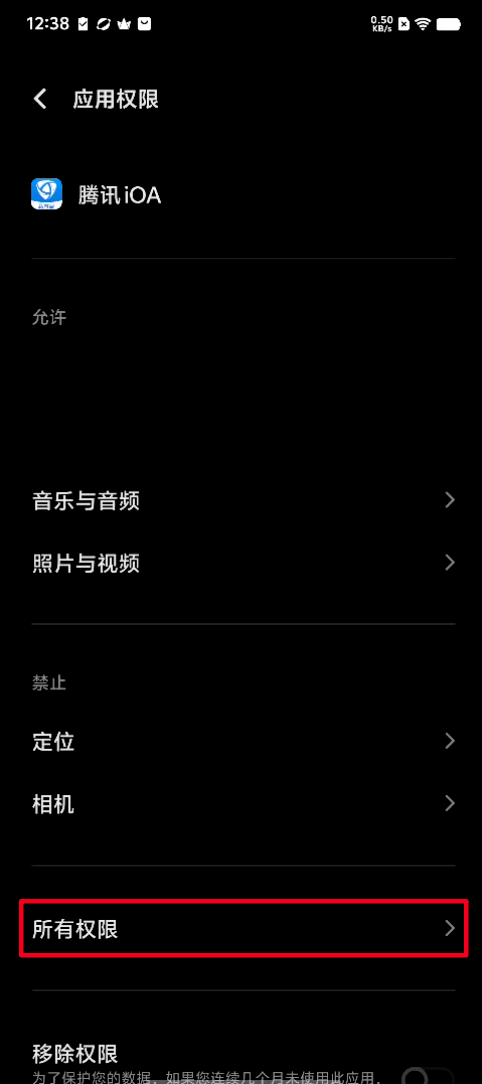 12:38
0.50
KB/s
应用权限
腾讯iOA
允许
音乐与音频
照片与视频
禁止
定位
相机
所有权限
移除权限
为了保护您的数据，如果您连续几个月未使用此应用，